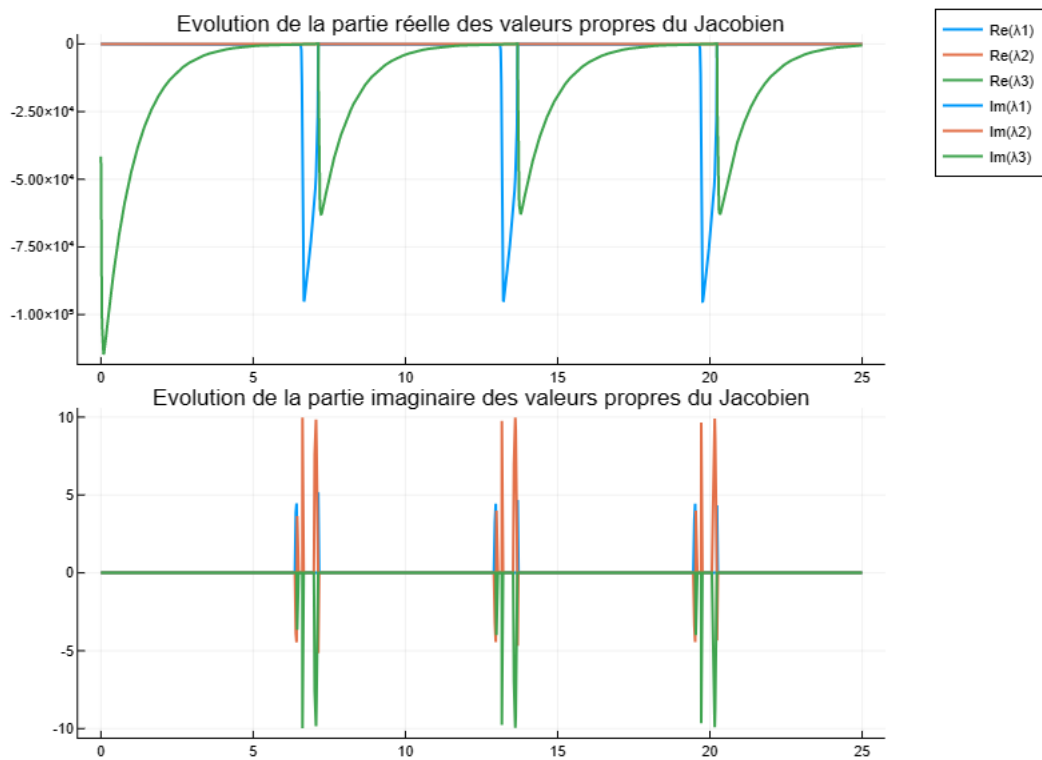 Evolution de la partie réelle des valeurs propres du Jacobien
0
-2.50×10⁴
-5.00×10⁴
-7.50×10⁴
-1.00×10⁵
0 5 10 15 20 25
Re(λ1)
Re(λ2)
Re(λ3)
Im(λ1)
Im(λ2)
Im(λ3)
Evolution de la partie imaginaire des valeurs propres du Jacobien
10
5
0
-5
-10
0 5 10 15 20 25